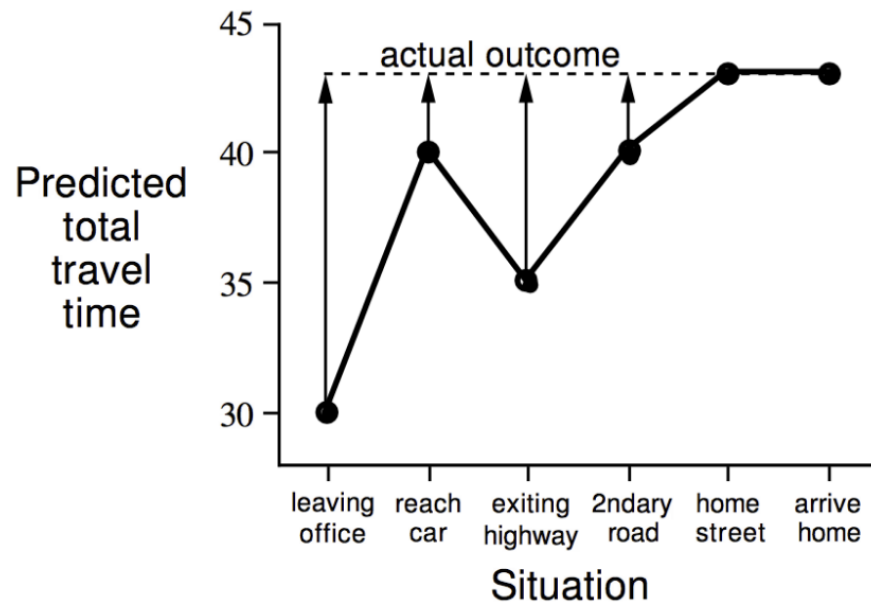 45
actual outcome
40
Predicted
total
travel
time
35
30
leaving
office
reach
car
exiting
highway
2ndary
road
home
street
arrive
home
Situation